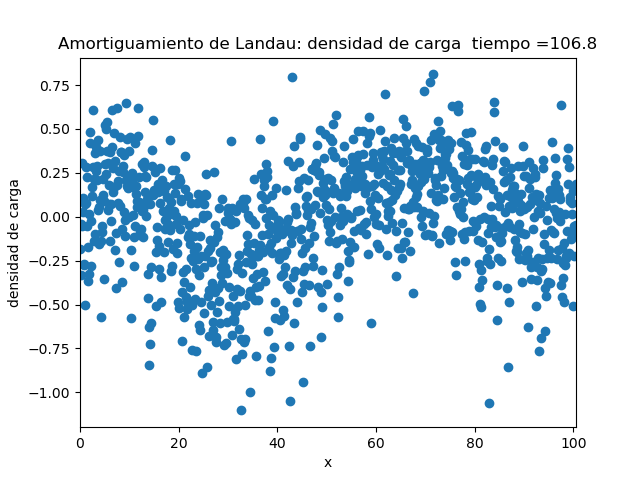 Amortiguamiento de Landau: densidad de carga  tiempo =106.8
densidad de carga
0.75
0.50
0.25
0.00
−0.25
−0.50
−0.75
−1.00
0 20 40 60 80 100
x